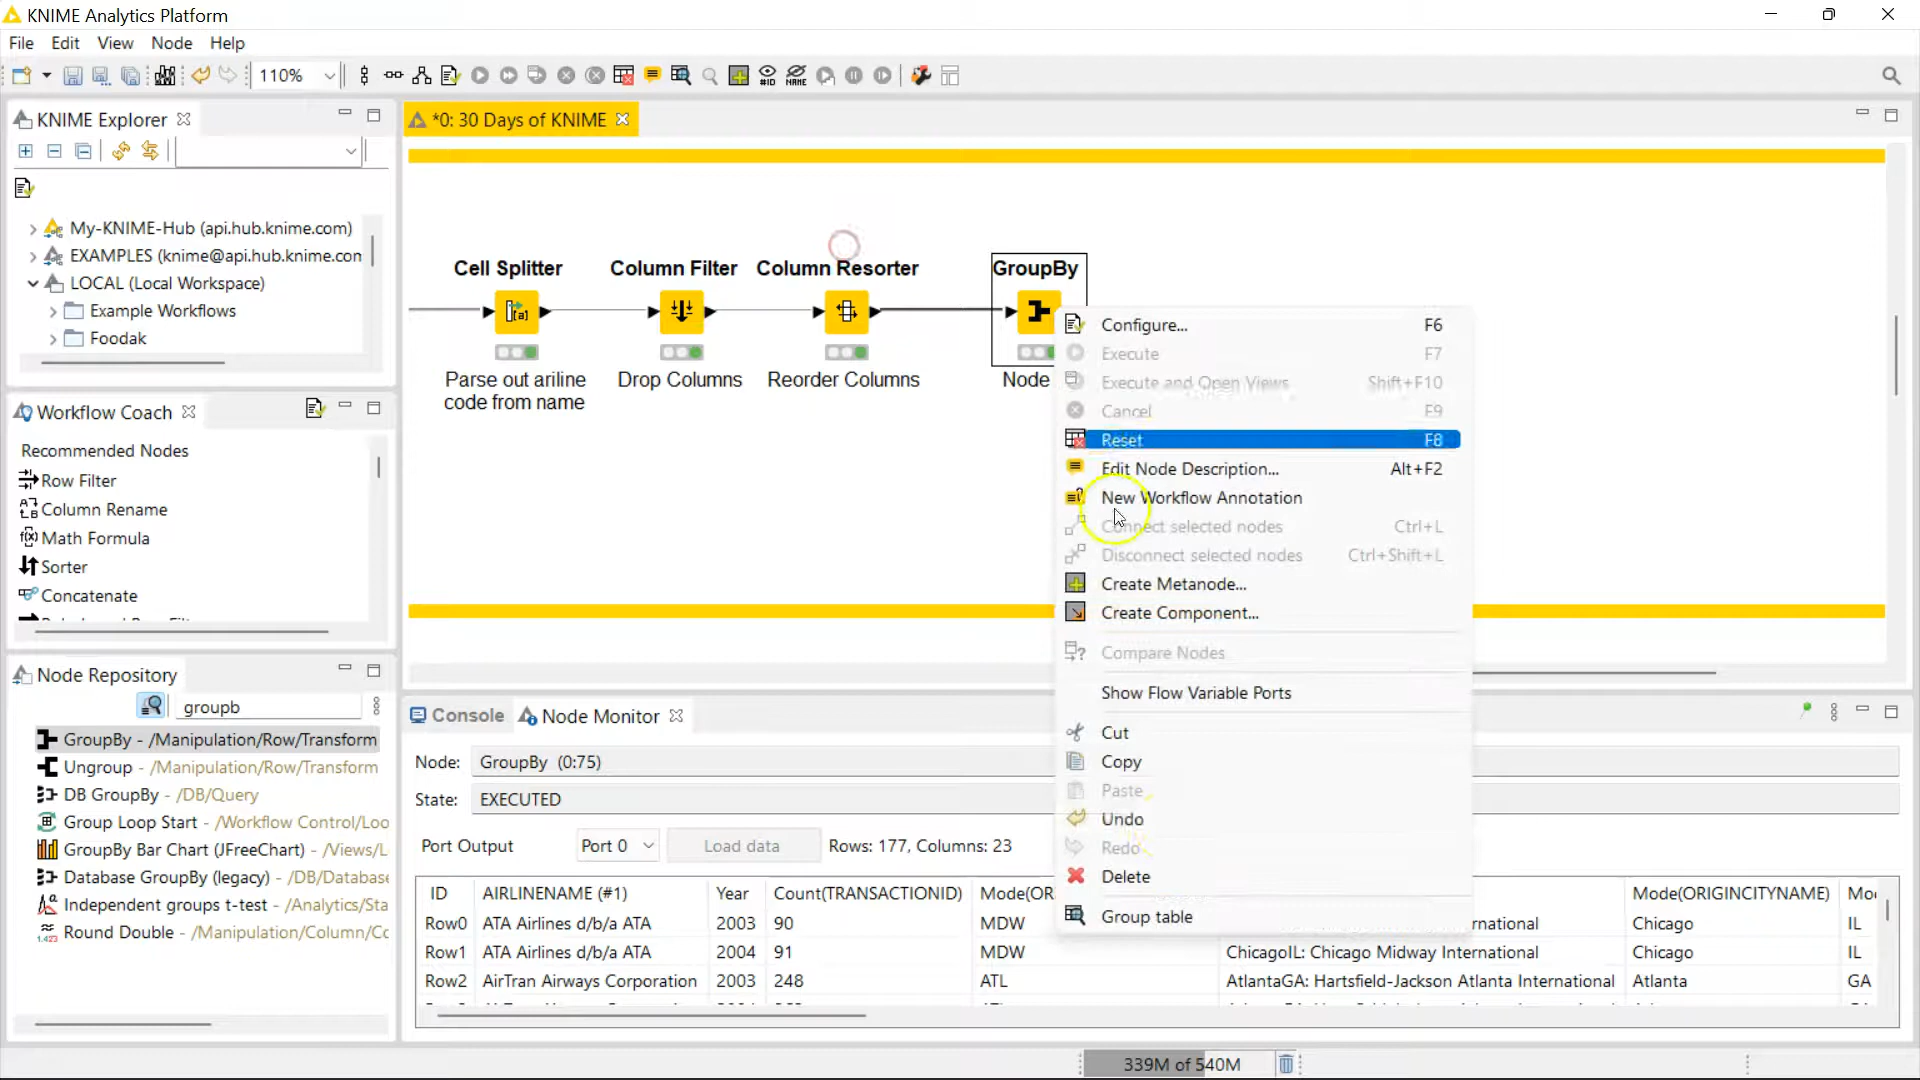 KNIME Analytics Platform
File Edit View Node Help
110%
KNIME Explorer
*0: 30 Days of KNIME
My-KNIME-Hub (api.hub.knime.com)
EXAMPLES (knime@api.hub.knime.con
LOCAL (Local Workspace)
Example Workflows
Foodak
Cell Splitter
Parse out ariline
code from name
Column Filter
Drop Columns
Column Resorter
Reorder Columns
GroupBy
Node
Configure... F6
Execute F7
Execute and Open Views Shift+F10
Cancel F9
Reset F8
Edit Node Description... Alt+F2
New Workflow Annotation
Connect selected nodes Ctrl+L
Disconnect selected nodes Ctrl+Shift+L
Create Metanode...
Create Component...
Compare Nodes
Show Flow Variable Ports
Cut
Copy
Paste
Undo
Redo
Delete
Group table
Workflow Coach
Recommended Nodes
Row Filter
Column Rename
Math Formula
Sorter
Concatenate
Node Repository
groupb
GroupBy - /Manipulation/Row/Transform
Ungroup - /Manipulation/Row/Transform
DB GroupBy - /DB/Query
Group Loop Start - /Workflow Control/Loo
GroupBy Bar Chart (JFreeChart) - /Views/L
Database GroupBy (legacy) - /DB/Database
Independent groups t-test - /Analytics/Sta
Round Double - /Manipulation/Column/Cc
Console Node Monitor
Node: GroupBy (0:75)
State: EXECUTED
Port Output Port 0 Load data Rows: 177, Columns: 23
ID AIRLINENAME (#1) Year Count(TRANSACTIONID) Mode(OR Mode(ORIGINCITYNAME) Mo
Row0 ATA Airlines d/b/a ATA 2003 90 MDW rnational Chicago IL
Row1 ATA Airlines d/b/a ATA 2004 91 MDW ChicagoIL: Chicago Midway International Chicago IL
Row2 AirTran Airways Corporation 2003 248 ATL AtlantaGA: Hartsfield-Jackson Atlanta International Atlanta GA
339M of 540M